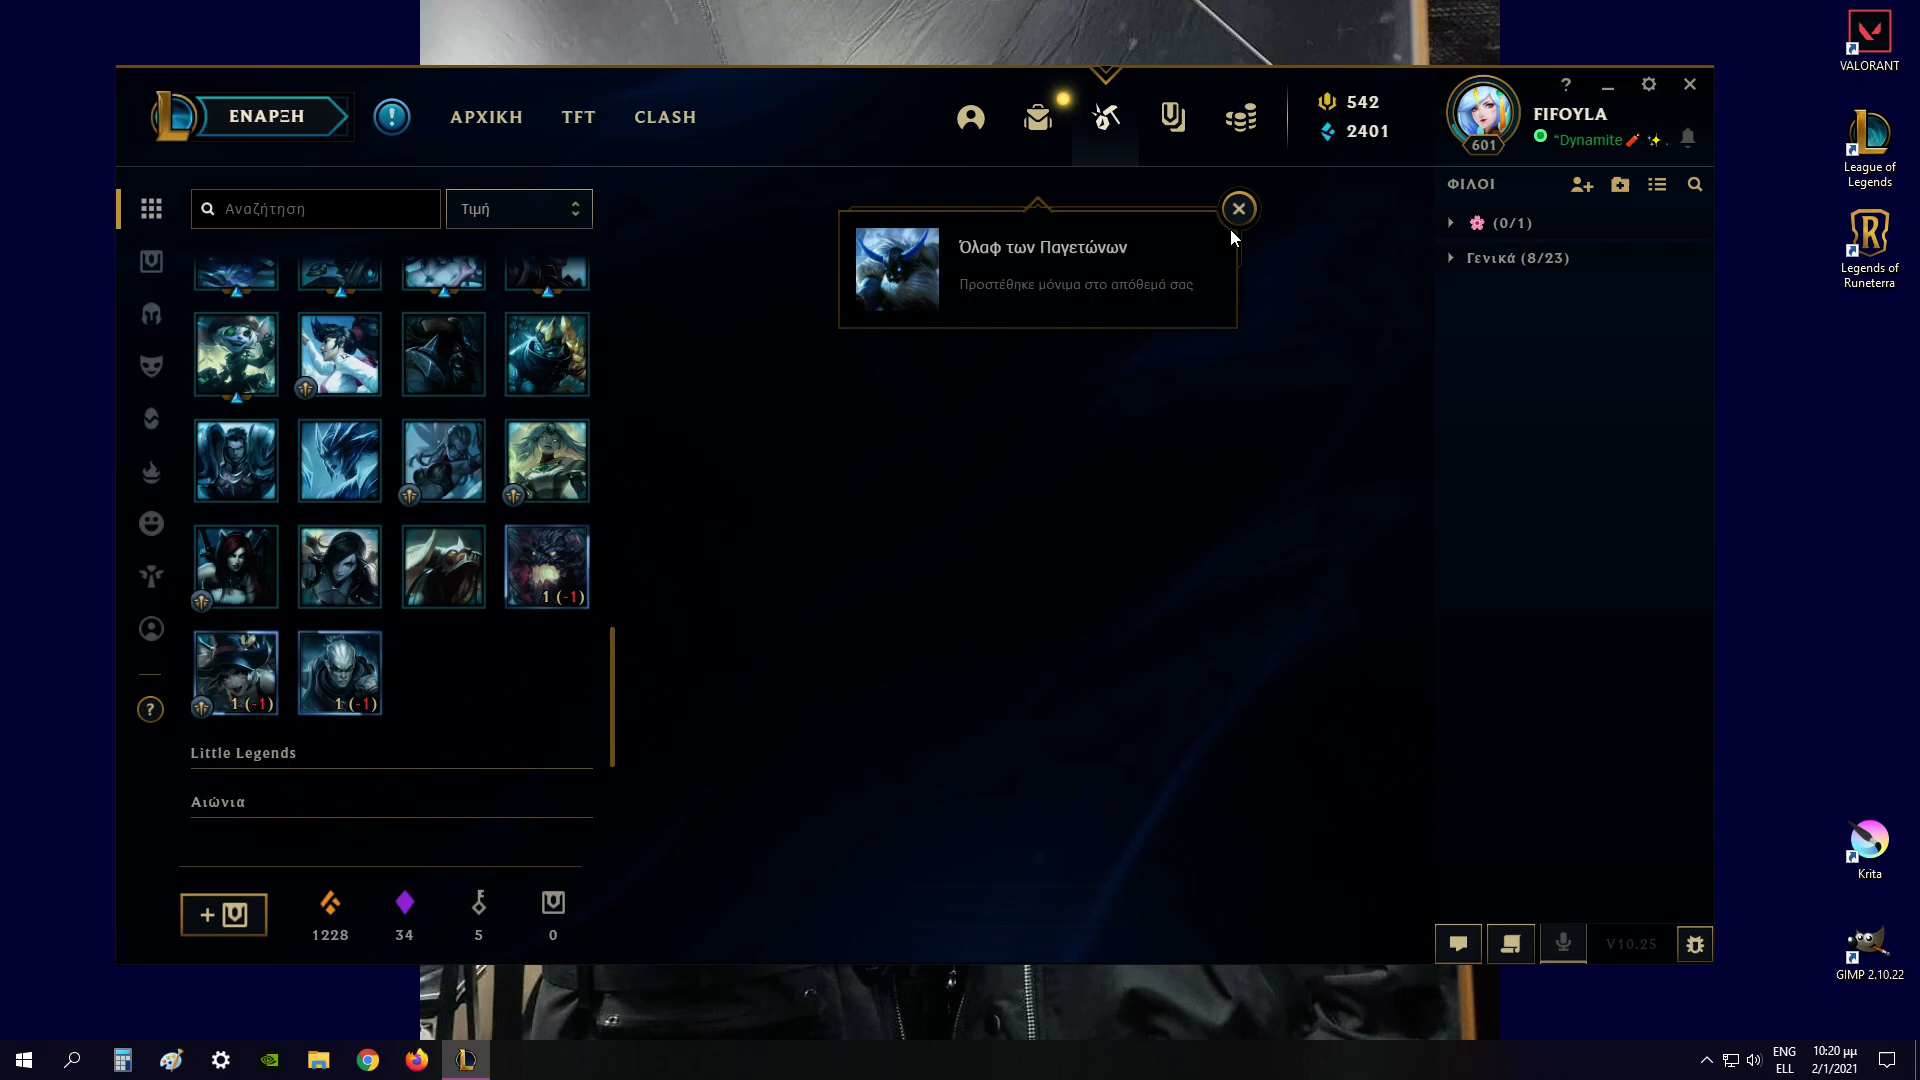 VALORANT
League of
Legends
Legends of
Runeterra
Krita
GIMP 2.10.22
ΕΝΑΡΞΗ
ΑΡΧΙΚΗ
TFT
CLASH
542
2401
601
FIFOYLA
"Dynamite
ΦΙΛΟΙ
(0/1)
Γενικά (8/23)
Αναζήτηση
Τιμή
Όλαφ των Παγετώνων
Προστέθηκε μόνιμα στο απόθεμά σας
1 (-1)
1 (-1)
1 (-1)
Little Legends
Αιώνια
1228
34
5
0
V10.25
ENG
ELL
10:20 μμ
2/1/2021